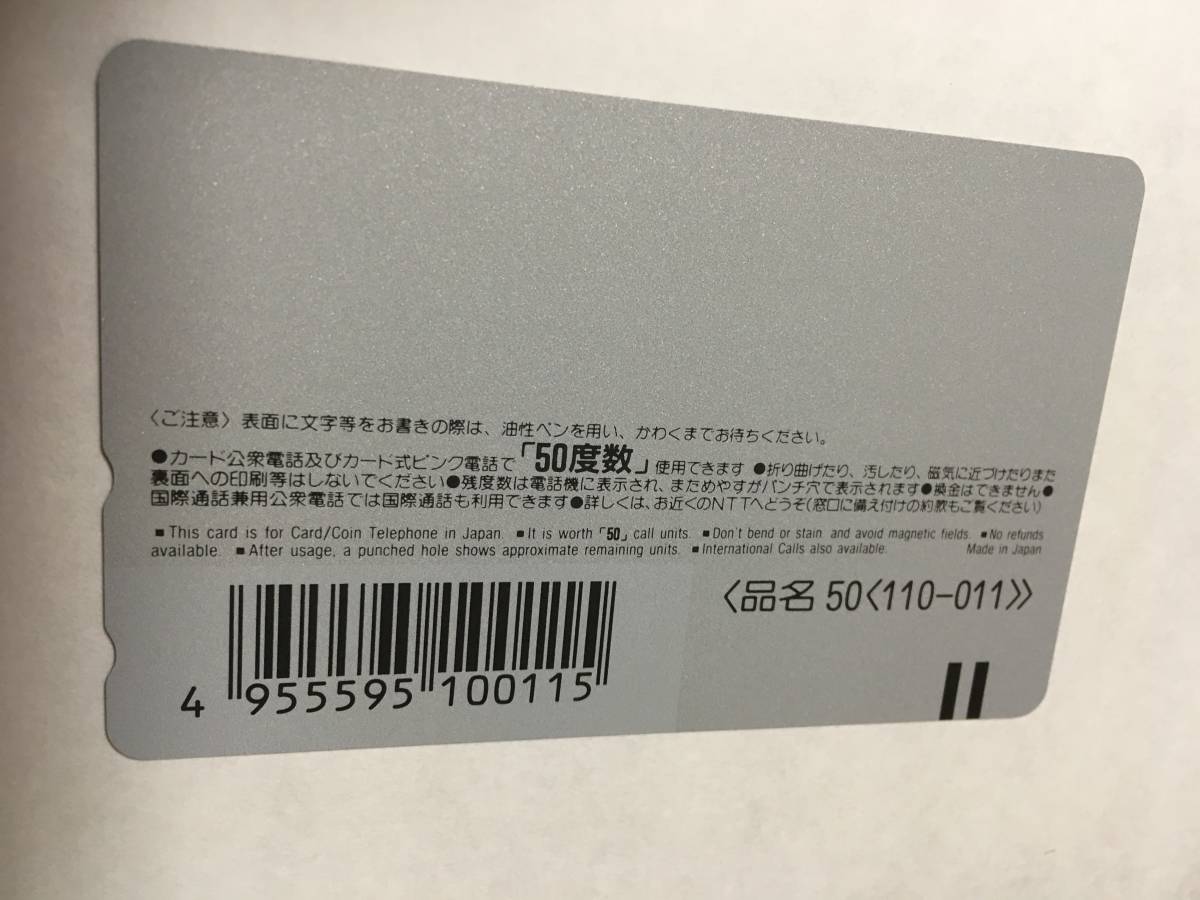 〈ご注意〉表面に文字等をお書きの際は、油性ペンを用い、かわくまでお待ちください。
●カード公衆電話及びカード式ピンク電話で「50度数」使用できます ●折り曲げたり、汚したり、磁気に近づけたりまた
裏面への印刷等はしないでください●残度数は電話機に表示され、まためやすがパンチ穴で表示されます●換金はできません●
国際通話兼用公衆電話では国際通話も利用できます●詳しくは、お近くのNTTへどうぞ(窓口に備え付けの約款もご覧ください)
■This card is for Card/Coin Telephone in Japan. ■It is worth「50」call units. ■Don't bend or stain. and avoid magnetic fields. ■No refunds
available. ■After usage, a punched hole shows approximate remaining units. ■International Calls also available. Made in Japan
〈品名 50〈110-011〉〉
4 955595 100115